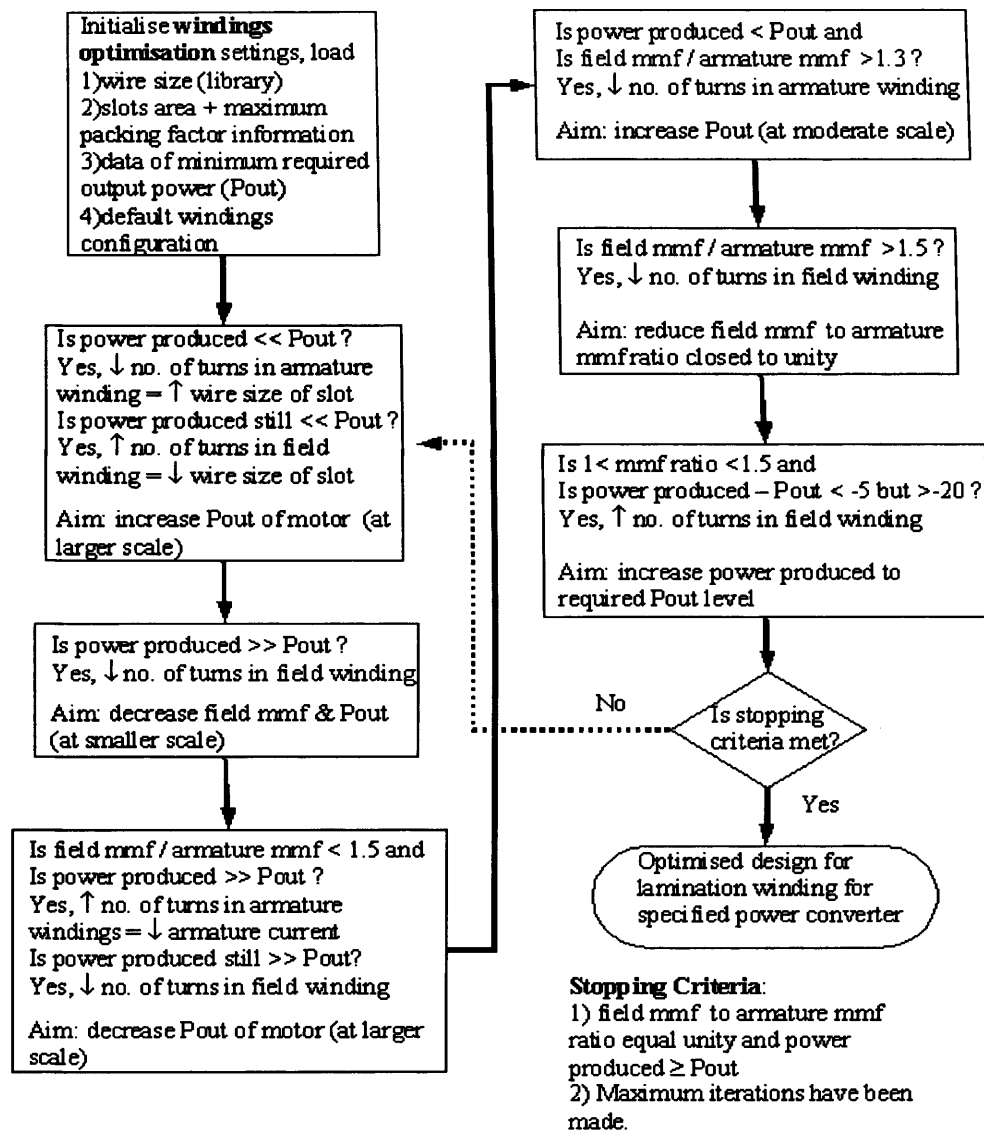 Initialise windings
optimisation settings, load
1)wire size (library)
2)slots area + maximum
packing factor information
3)data of minimum required
output power (Pout)
4)default windings
configuration
Is power produced << Pout ?
Yes, ↓ no. of turns in armature
winding = ↑ wire size of slot
Is power produced still << Pout ?
Yes, ↑ no. of turns in field
winding = ↓ wire size of slot
Aim: increase Pout of motor (at
larger scale)
Is power produced >> Pout ?
Yes, ↓ no. of turns in field winding
Aim: decrease field mmf & Pout
(at smaller scale)
Is field mmf / armature mmf < 1.5 and
Is power produced >> Pout ?
Yes, ↑ no. of turns in armature
windings = ↓ armature current
Is power produced still >> Pout?
Yes, ↓ no. of turns in field winding
Aim: decrease Pout of motor (at larger
scale)
Is power produced < Pout and
Is field mmf / armature mmf >1.3 ?
Yes, ↓ no. of turns in armature winding
Aim: increase Pout (at moderate scale)
Is field mmf / armature mmf >1.5 ?
Yes, ↓ no. of turns in field winding
Aim: reduce field mmf to armature
mmf ratio closed to unity
Is 1 < mmf ratio <1.5 and
Is power produced – Pout < -5 but >-20 ?
Yes, ↑ no. of turns in field winding
Aim: increase power produced to
required Pout level
No
Is stopping
criteria met?
Yes
Optimised design for
lamination winding for
specified power converter
Stopping Criteria:
1) field mmf to armature mmf
ratio equal unity and power
produced ≥ Pout
2) Maximum iterations have been
made.